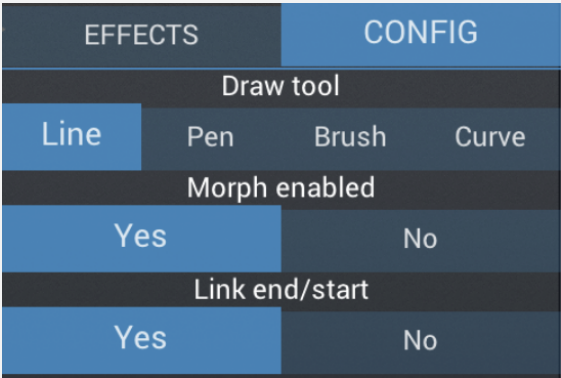 EFFECTS CONFIG
Draw tool
Line Pen Brush Curve
Morph enabled
Yes No
Link end/start
Yes No